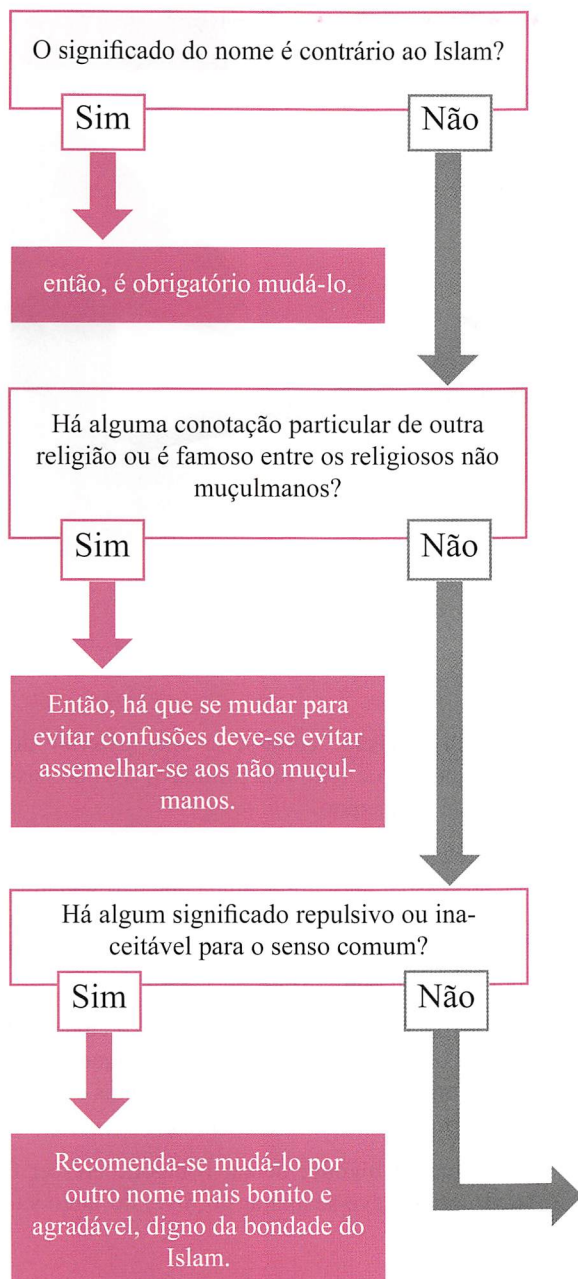 O significado do nome é contrário ao Islam?
Sim
Não
então, é obrigatório mudá-lo.
Há alguma conotação particular de outra
religião ou é famoso entre os religiosos não
muçulmanos?
Sim
Não
Então, há que se mudar para
evitar confusões deve-se evitar
assemelhar-se aos não muçul-
manos.
Há algum significado repulsivo ou ina-
ceitável para o senso comum?
Sim
Não
Recomenda-se mudá-lo por
outro nome mais bonito e
agradável, digno da bondade do
Islam.